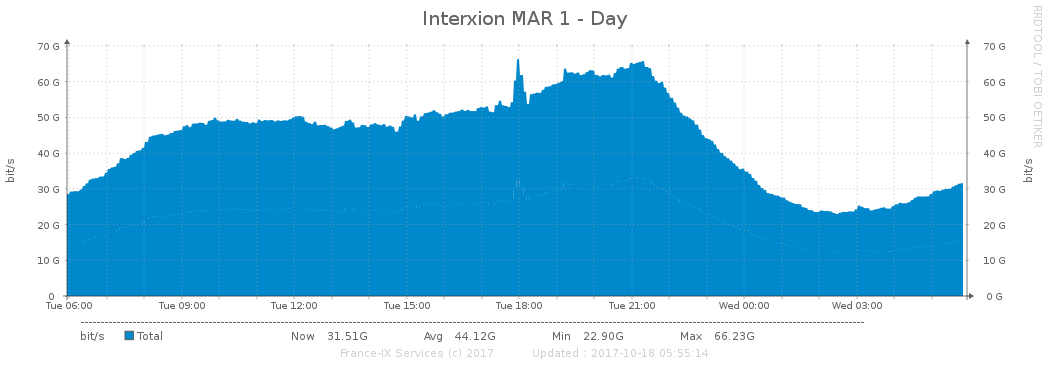 Interxion MAR 1 - Day
RRDTOOL / TOBI OETIKER
70 G 70 G
60 G 60 G
50 G 50 G
40 G 40 G
30 G 30 G
20 G 20 G
10 G 10 G
0 0 G
bit/s bit/s
Tue 06:00 Tue 09:00 Tue 12:00 Tue 15:00 Tue 18:00 Tue 21:00 Wed 00:00 Wed 03:00
bit/s Total Now 31.51G Avg 44.12G Min 22.90G Max 66.23G
France-IX Services (c) 2017 Updated : 2017-10-18 05:55:14